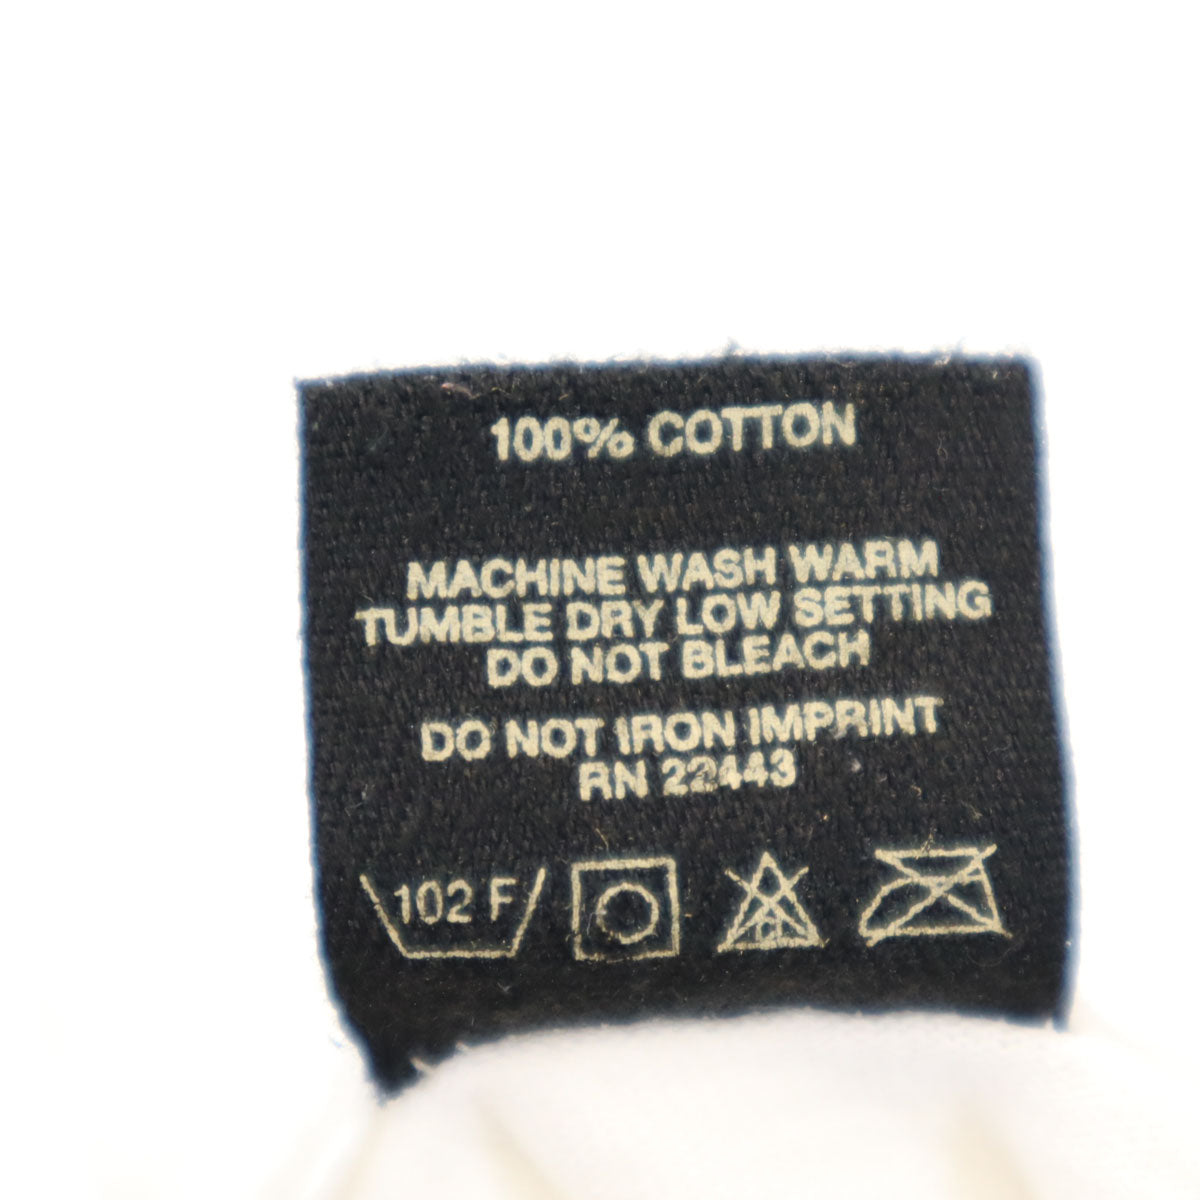 100% COTTON
MACHINE WASH WARM
TUMBLE DRY LOW SETTING
DO NOT BLEACH
DO NOT IRON IMPRINT
RN 22443
102 F
CL